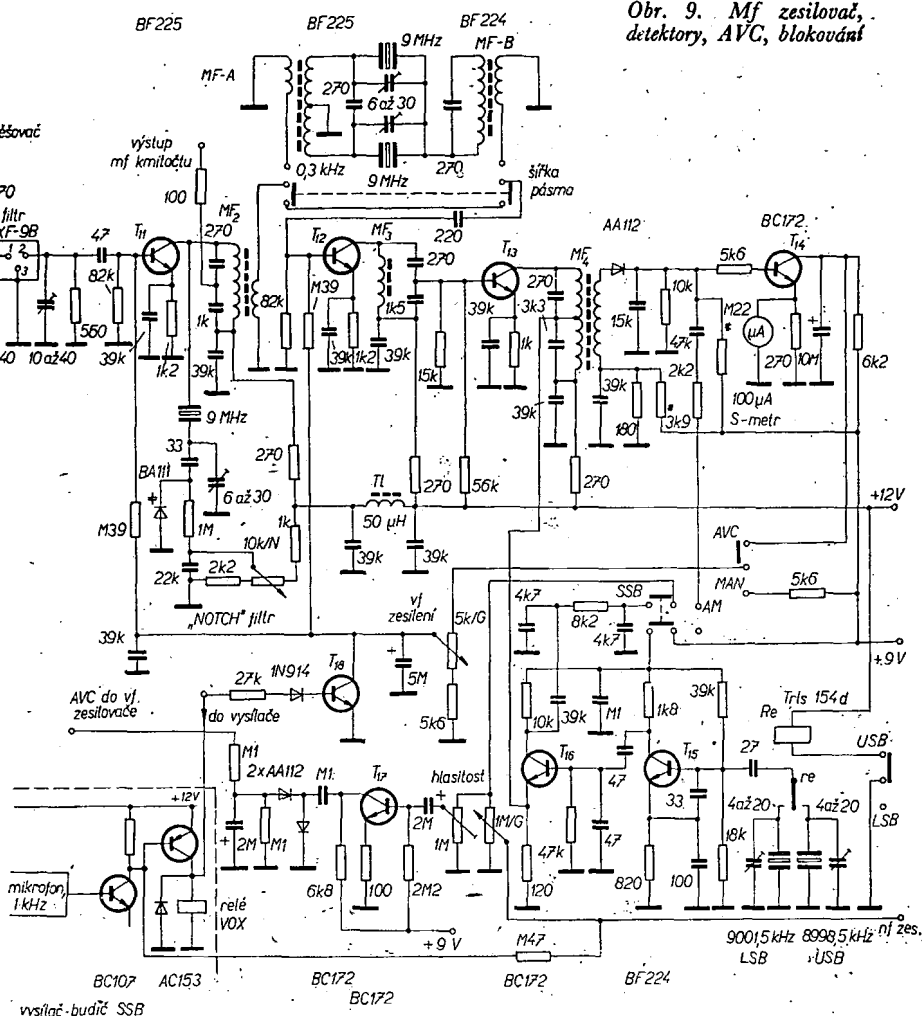 BF225
BF225
BF224
Obr. 9. Mf zesilovač,
detektory, AVC, blokování
9 MHz
MF-B
MF-A
270
6 až 30
výstup
mf kmitočtu
0,3 kHz
9 MHz
270
šířka
pásma
100
220
AA112
BC172
filtr
XF-9B
1
2
3
47
T11
270
MF2
T12
MF3
270
T13
MF4
T14
5k6
82k
82k
M39
39k
3k3
270
10k
M22
μA
560
1k
1k5
15k
47k
10 až 40
39k
1k2
39k
39k
1k2
39k
15k
1k
39k
39k
2k2
270
10M
6k2
180
3k9
100μA
S-metr
9 MHz
33
BA111
6 až 30
270
Tl
50 μH
270
56k
270
+12V
M39
1M
1k
10k/N
39k
39k
AVC
22k
2k2
„NOTCH" filtr
vf
zesílení
5k/G
4k7
8k2
SSB
4k7
MAN
5k6
AM
39k
+9V
AVC do vf.
zesilovače
27k
1N914
T18
do vysílače
5M
5k6
10k
39k
M1
1k8
39k
Trls 154d
Re
USB
LSB
M1
2xAA112
M1
T17
hlasitost
T16
47
T15
27
re
+12V
2M
M1
2M
1M
1M/G
33
4až20
4až20
47k
47
18k
mikrofon,
1 kHz
relé
VOX
6k8
100
2M2
120
820
100
+9 V
M47
9001,5 kHz
LSB
8998,5 kHz
USB
nf zes.
BC107
AC153
BC172
BC172
BC172
BF224
vysílač-budič SSB